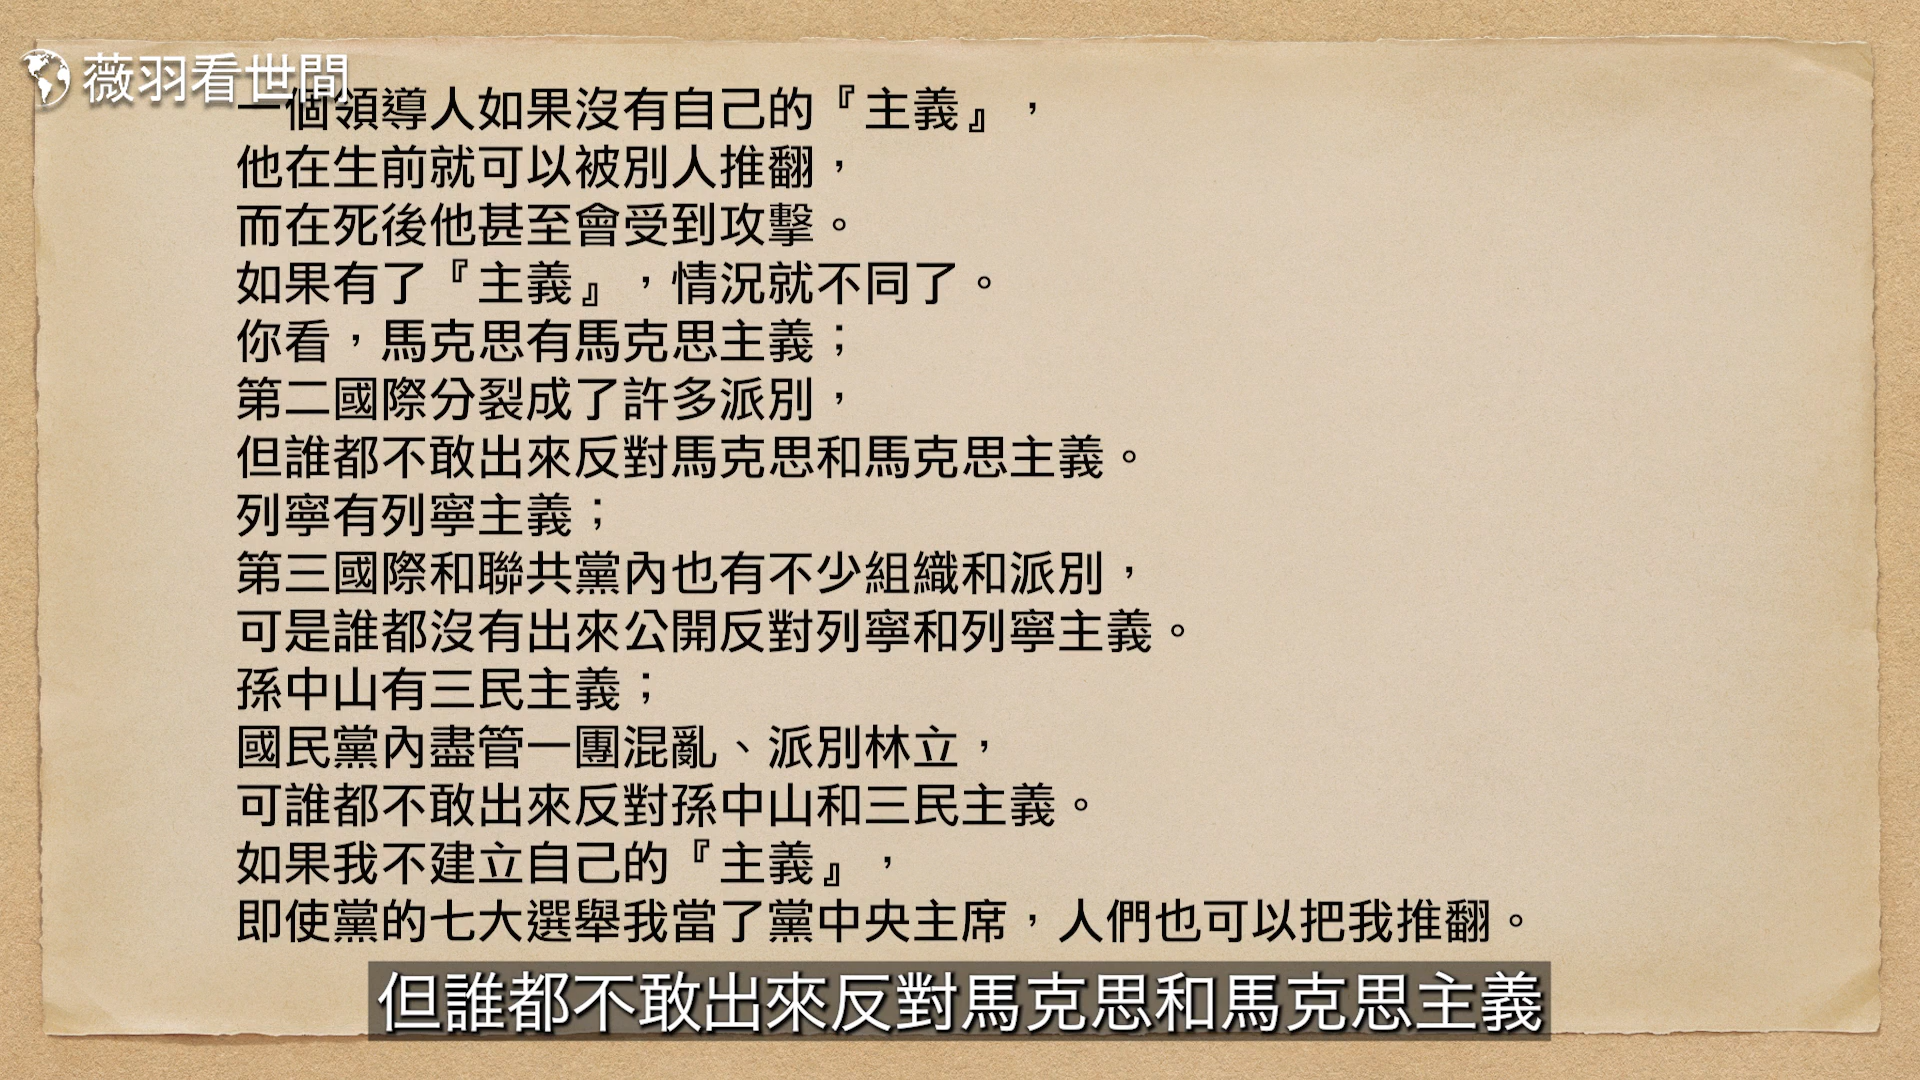 薇羽看世間
一個領導人如果沒有自己的『主義』，
他在生前就可以被別人推翻，
而在死後他甚至會受到攻擊。
如果有了『主義』，情況就不同了。
你看，馬克思有馬克思主義；
第二國際分裂成了許多派別，
但誰都不敢出來反對馬克思和馬克思主義。
列寧有列寧主義；
第三國際和聯共黨內也有不少組織和派別，
可是誰都沒有出來公開反對列寧和列寧主義。
孫中山有三民主義；
國民黨內盡管一團混亂、派別林立，
可誰都不敢出來反對孫中山和三民主義。
如果我不建立自己的『主義』，
即使黨的七大選舉我當了黨中央主席，人們也可以把我推翻。
但誰都不敢出來反對馬克思和馬克思主義